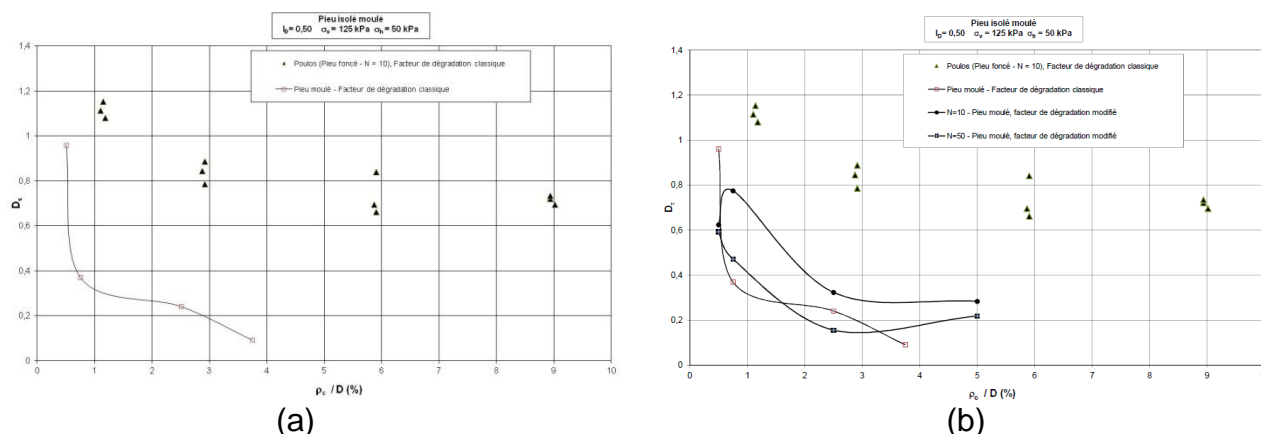 Pieu isolé moulé
I_D= 0,50 σ_v = 125 kPa σ_h = 50 kPa
1,4
1,2
1
0,8
0,6
0,4
0,2
0
D_τ
Poulos (Pieu foncé - N = 10), Facteur de dégradation classique
Pieu moulé - Facteur de dégradation classique
0 1 2 3 4 5 6 7 8 9 10
ρ_c / D (%)
(a)
Pieu isolé moulé
I_D= 0,50 σ_v = 125 kPa σ_h = 50 kPa
1,4
1,2
1
0,8
0,6
0,4
0,2
0
D_τ
Poulos (Pieu foncé - N = 10), Facteur de dégradation classique
Pieu moulé - Facteur de dégradation classique
N=10 - Pieu moulé, facteur de dégradation modifié
N=50 - Pieu moulé, facteur de dégradation modifié
0 1 2 3 4 5 6 7 8 9
ρ_c / D (%)
(b)